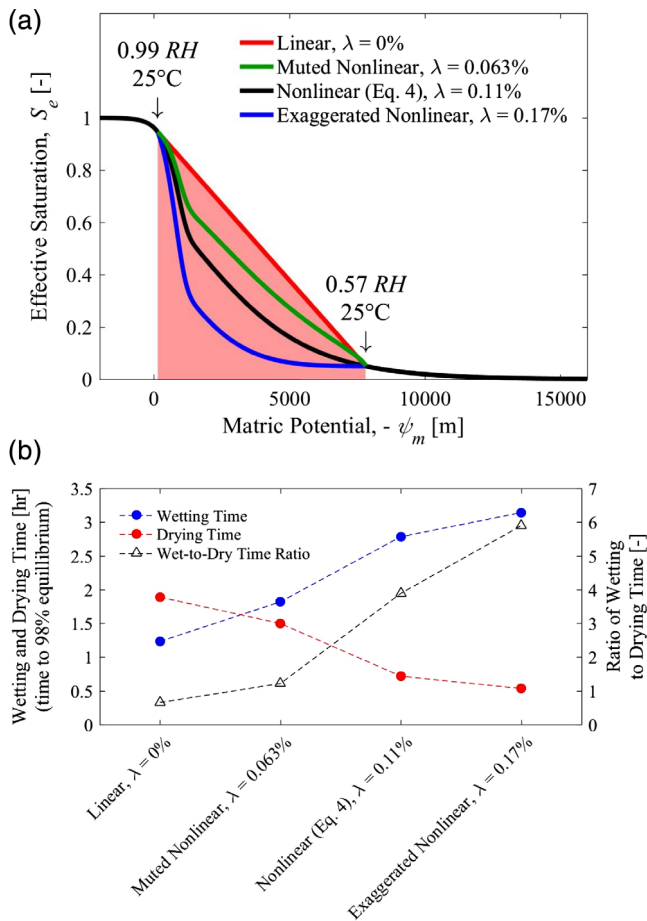 (a)
0.99 RH
25°C
Linear, λ = 0%
Muted Nonlinear, λ = 0.063%
Nonlinear (Eq. 4), λ = 0.11%
Exaggerated Nonlinear, λ = 0.17%
Effective Saturation, S_e [-]
1
0.8
0.6
0.4
0.2
0
0.57 RH
25°C
0
5000
10000
15000
Matric Potential, - ψ_m [m]
(b)
Wetting and Drying Time [hr]
(time to 98% equillibrium)
3.5
3
2.5
2
1.5
1
0.5
0
Wetting Time
Drying Time
Wet-to-Dry Time Ratio
7
6
5
4
3
2
1
0
Ratio of Wetting
to Drying Time [-]
Linear, λ = 0%
Muted Nonlinear, λ = 0.063%
Nonlinear (Eq. 4), λ = 0.11%
Exaggerated Nonlinear, λ = 0.17%